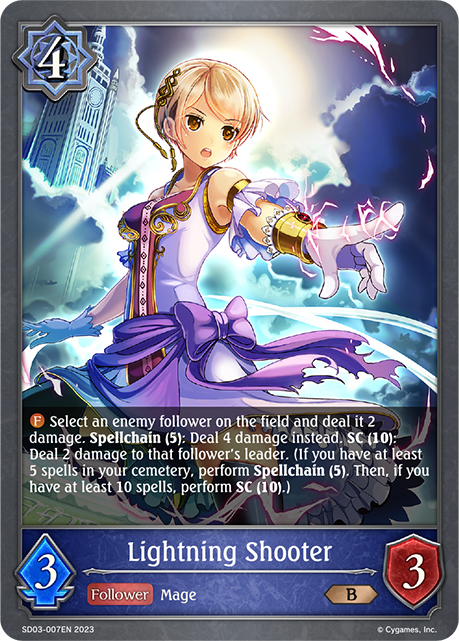 4
F Select an enemy follower on the field and deal it 2
damage. Spellchain (5): Deal 4 damage instead. SC (10):
Deal 2 damage to that follower's leader. (If you have at least
5 spells in your cemetery, perform Spellchain (5). Then, if you
have at least 10 spells, perform SC (10).)
Lightning Shooter
3 Follower Mage B 3
SD03-007EN 2023 © Cygames, Inc.